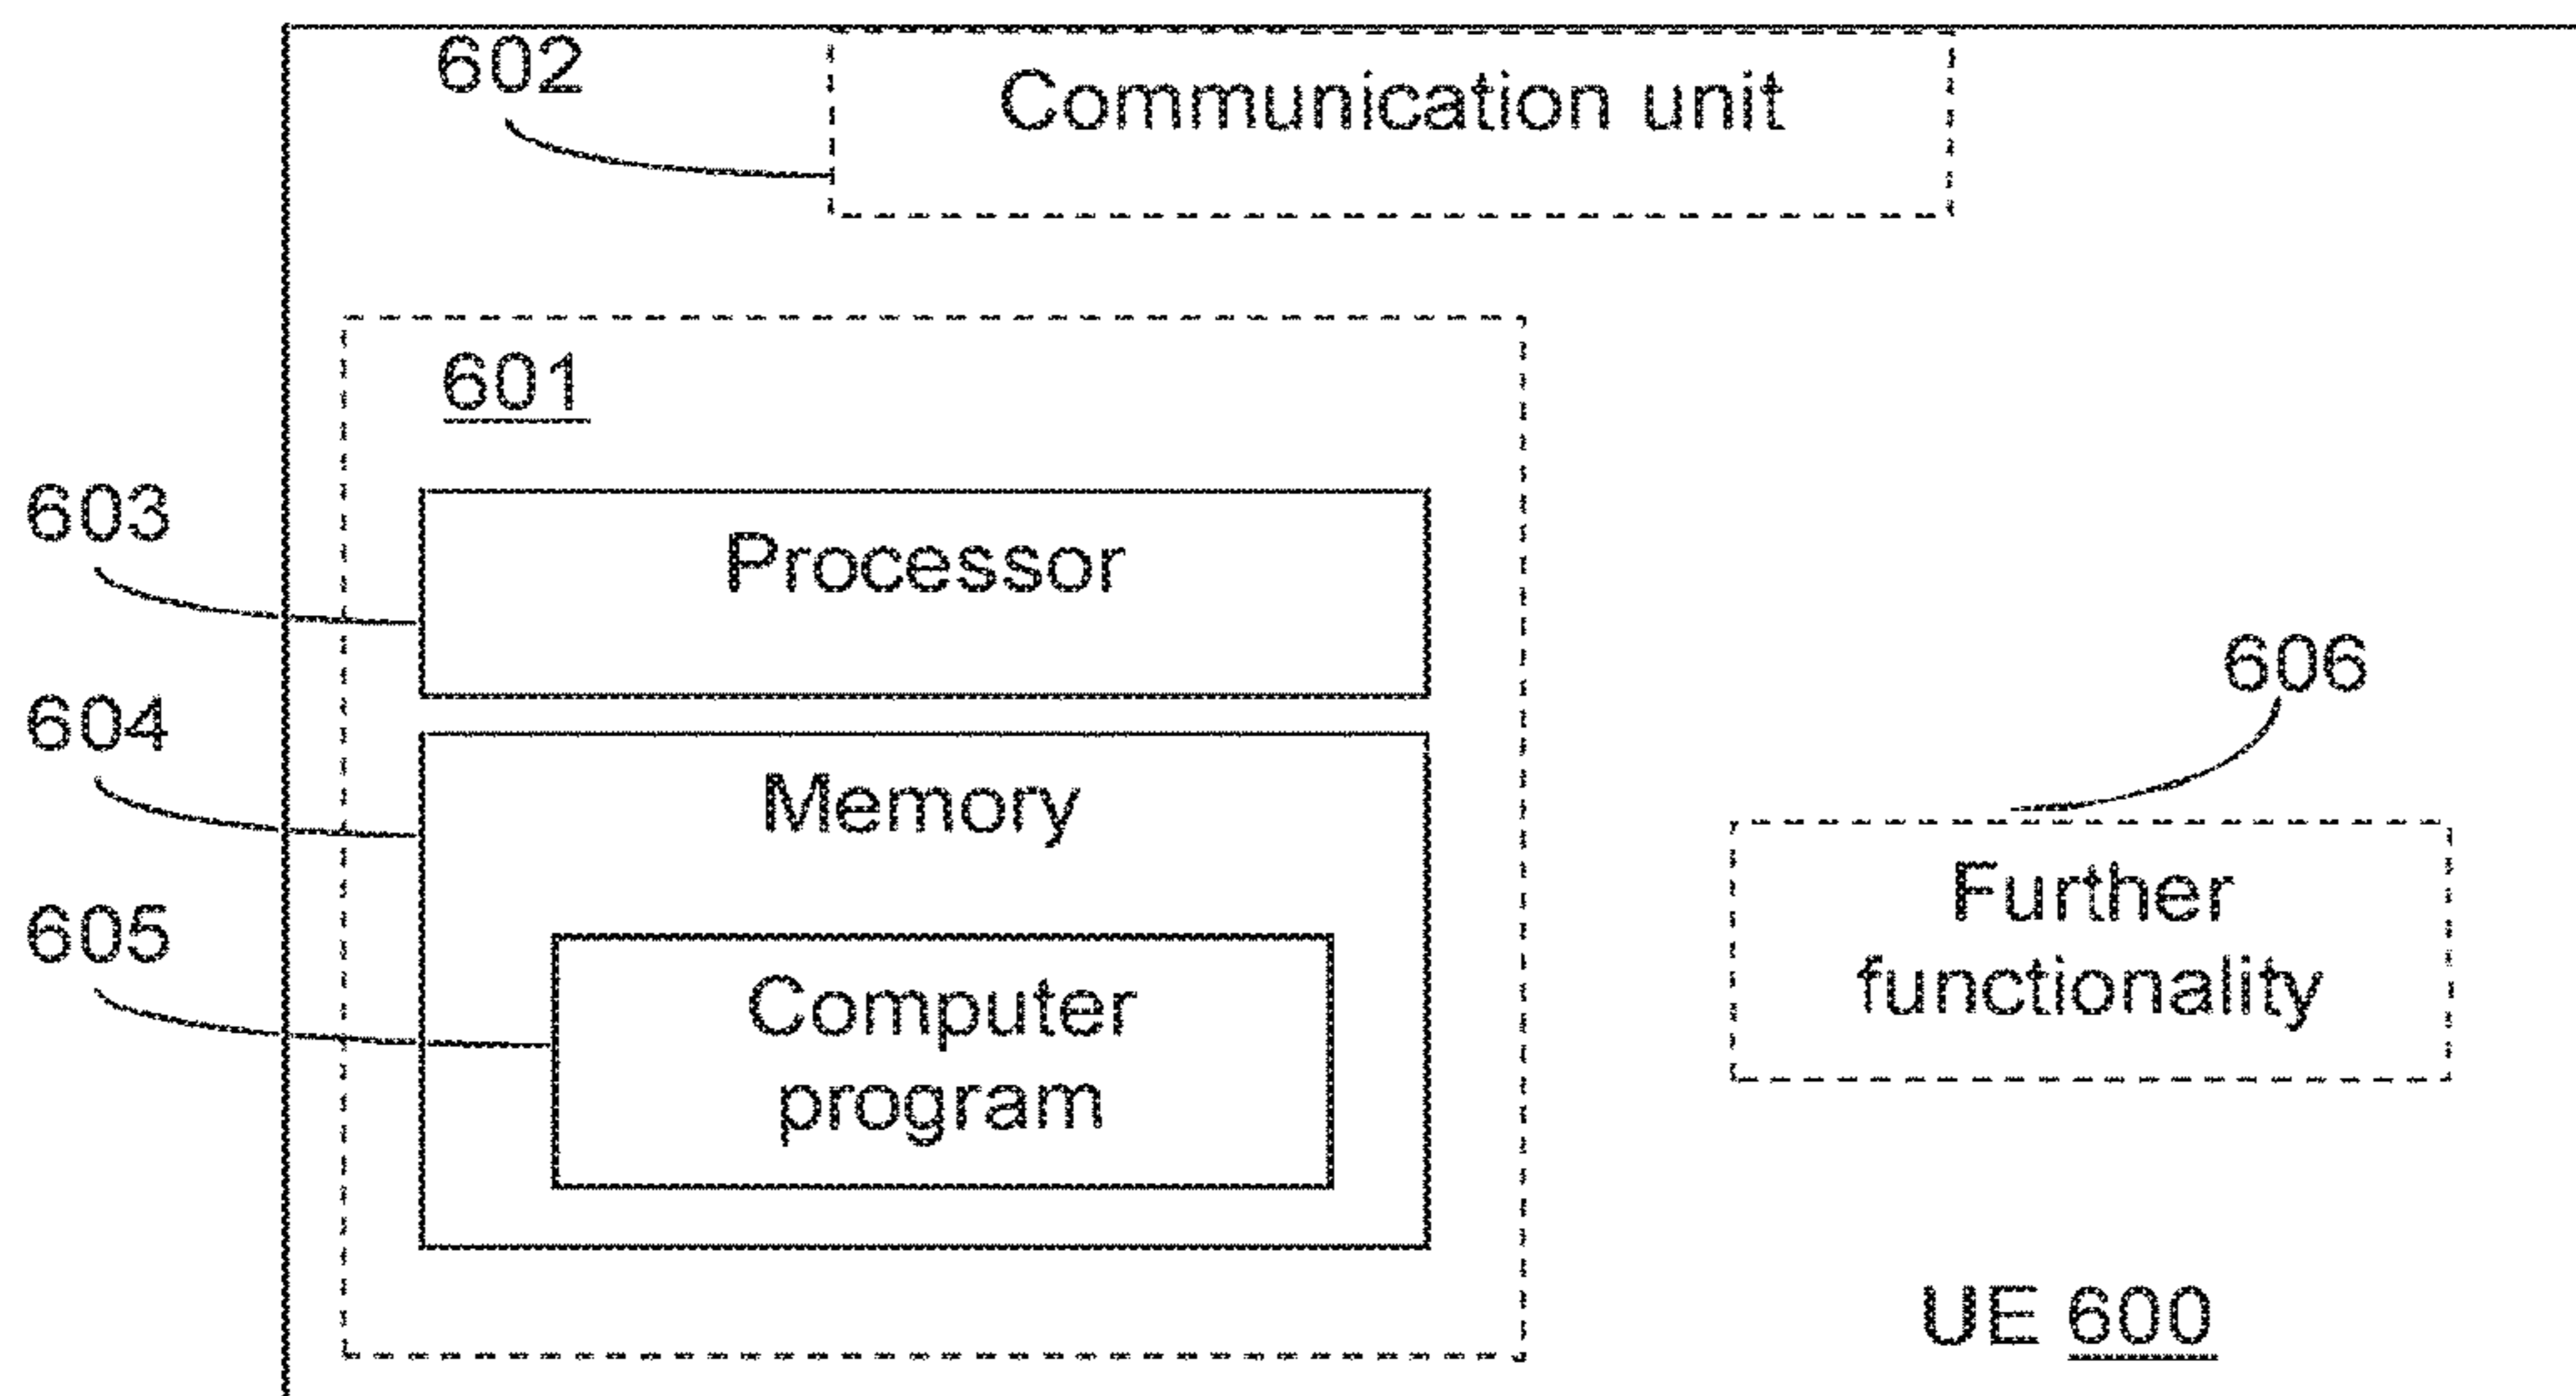 602
Communication unit
601
603
Processor
606
604
Memory
Further
functionality
605
Computer
program
UE 600